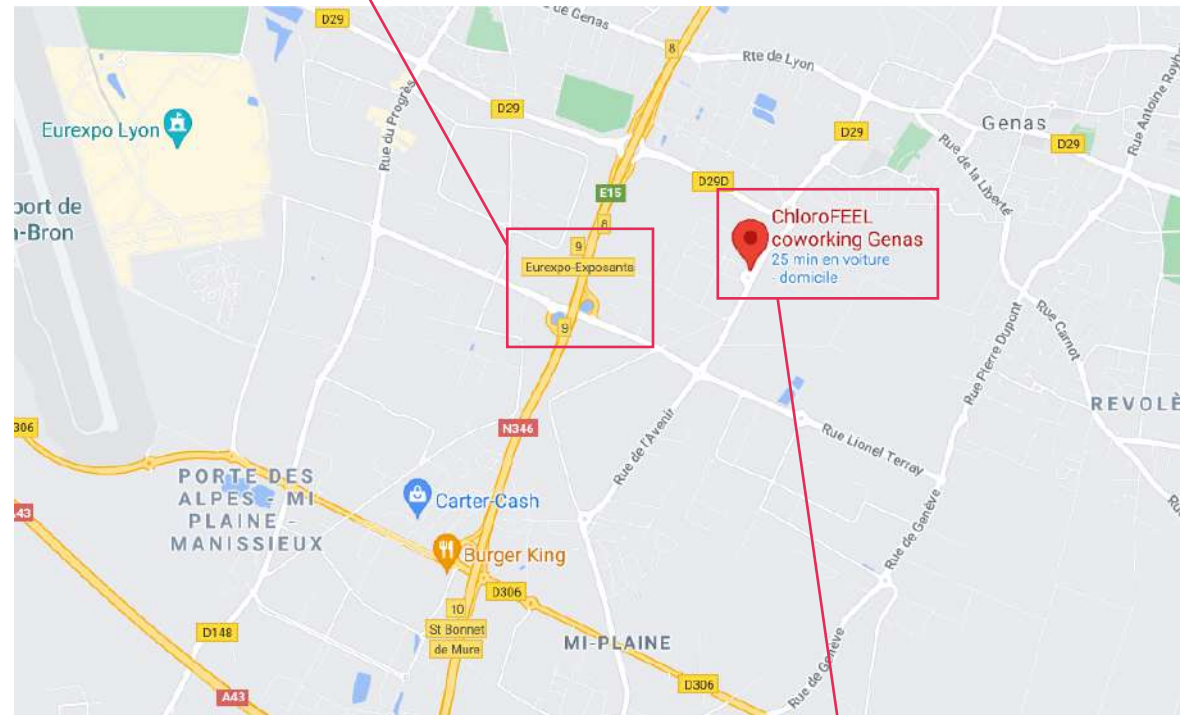 D29
de Genas
8
Rte de Lyon
Rue Antoine Royb
Eurexpo Lyon
Rue du Progrès
D29
D29
Genas
D29
Rue de la Liberté
D29D
E15
port de
n-Bron
8
9
Eurexpo-Exposants
9
ChloroFEEL
coworking Genas
25 min en voiture
- domicile
Rue Pierre Dupont
Rue Carnot
REVOLÈ
306
N346
Rue de l'Avenir
Rue Lionel Terray
PORTE DES
ALPES - MI
PLAINE -
MANISSIEUX
Carter-Cash
A43
Rue de Genève
Burger King
D306
10
St Bonnet
de Mure
D148
MI-PLAINE
Rue de Genève
D306
A43